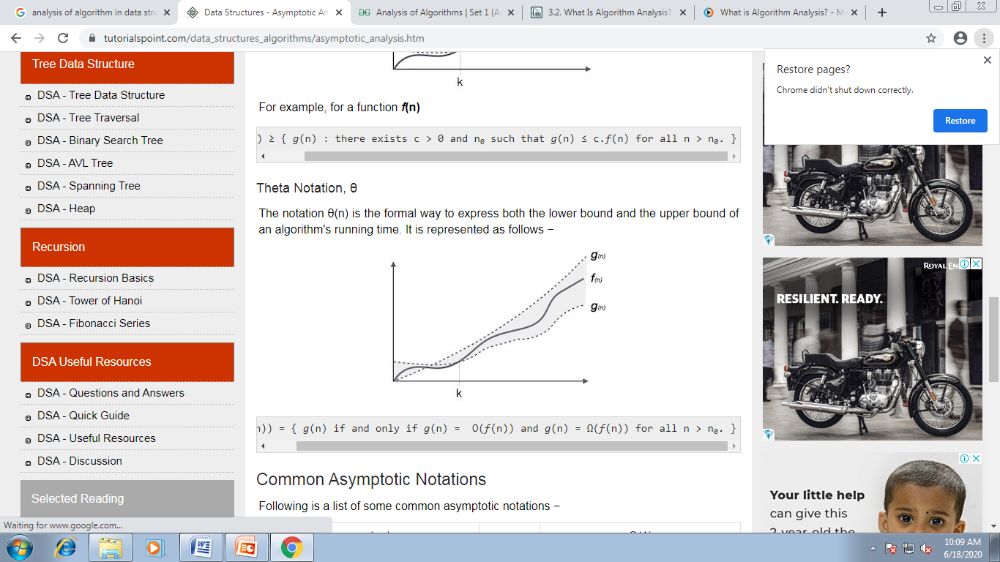 analysis of algorithm in data stru
Data Structures - Asymptotic An
Analysis of Algorithms | Set 1 (A
3.2. What Is Algorithm Analysis?
What is Algorithm Analysis? - M
tutorialspoint.com/data_structures_algorithms/asymptotic_analysis.htm
Restore pages?
Chrome didn't shut down correctly.
Restore
Tree Data Structure
DSA - Tree Data Structure
DSA - Tree Traversal
DSA - Binary Search Tree
DSA - AVL Tree
DSA - Spanning Tree
DSA - Heap
Recursion
DSA - Recursion Basics
DSA - Tower of Hanoi
DSA - Fibonacci Series
DSA Useful Resources
DSA - Questions and Answers
DSA - Quick Guide
DSA - Useful Resources
DSA - Discussion
Selected Reading
k
For example, for a function f(n)
) ≥ { g(n) : there exists c > 0 and n₀ such that g(n) ≤ c.f(n) for all n > n₀. }
Theta Notation, θ
The notation θ(n) is the formal way to express both the lower bound and the upper bound of
an algorithm's running time. It is represented as follows −
g(n)
f(n)
g(n)
k
n)) = { g(n) if and only if g(n) =  Ο(f(n)) and g(n) = Ω(f(n)) for all n > n₀. }
Common Asymptotic Notations
Following is a list of some common asymptotic notations −
ROYAL EN
RESILIENT. READY.
Your little help
can give this
2-year-old the
Waiting for www.google.com...
10:09 AM
6/18/2020